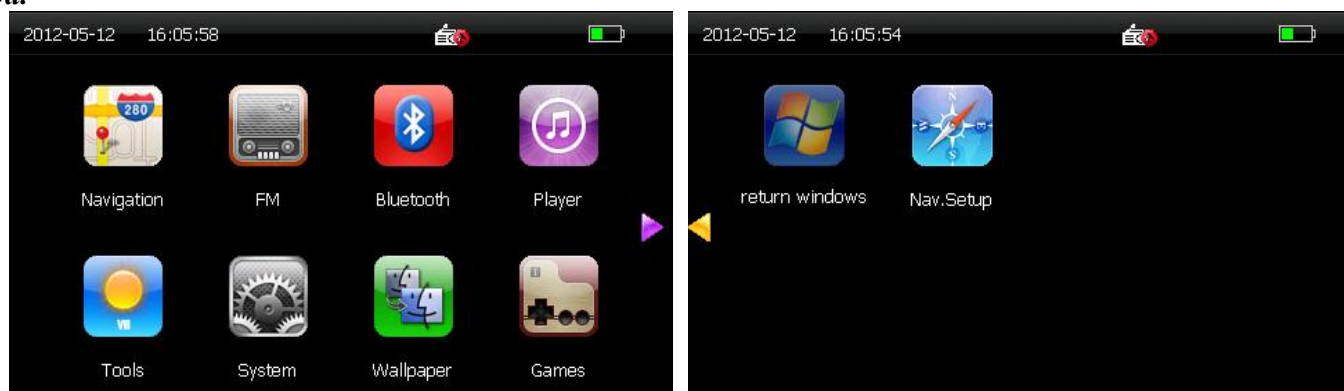 2012-05-12 16:05:58
280
Navigation FM Bluetooth Player
VIII
Tools System Wallpaper Games
2012-05-12 16:05:54
N
W E
S
return windows Nav.Setup